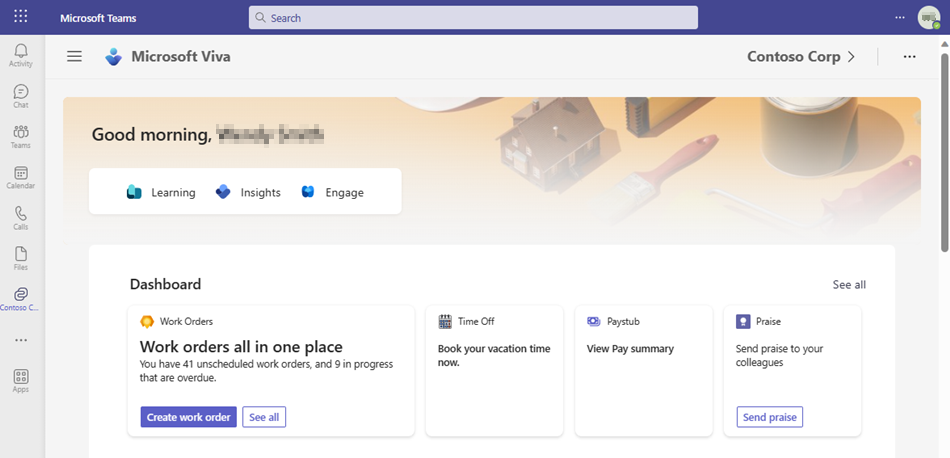 Microsoft Teams
Search
Activity
Chat
Teams
Calendar
Calls
Files
Contoso C...
Apps
Microsoft Viva
Contoso Corp
Good morning,
Learning
Insights
Engage
Dashboard
See all
Work Orders
Work orders all in one place
You have 41 unscheduled work orders, and 9 in progress
that are overdue.
Create work order
See all
Time Off
Book your vacation time
now.
Paystub
View Pay summary
Praise
Send praise to your
colleagues
Send praise